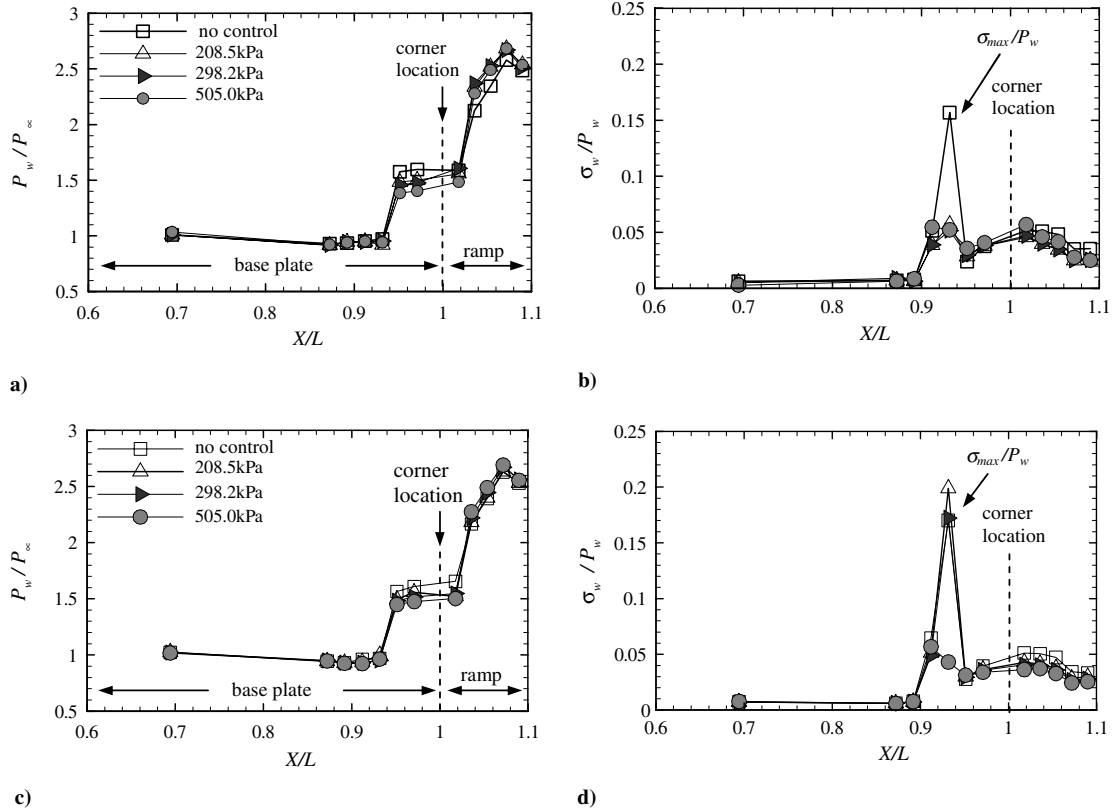 no control
208.5kPa
298.2kPa
505.0kPa
corner
location
base plate
ramp
P_w / P_∞
3
2.5
2
1.5
1
0.5
0.6
0.7
0.8
0.9
1
1.1
X/L
a)
σ_max/P_w
corner
location
σ_w/P_w
0.25
0.2
0.15
0.1
0.05
0
0.6
0.7
0.8
0.9
1
1.1
X/L
b)
no control
208.5kPa
298.2kPa
505.0kPa
corner
location
base plate
ramp
P_w / P_∞
3
2.5
2
1.5
1
0.5
0.6
0.7
0.8
0.9
1
1.1
X/L
c)
σ_max/P_w
corner
location
σ_w/P_w
0.25
0.2
0.15
0.1
0.05
0
0.6
0.7
0.8
0.9
1
1.1
X/L
d)